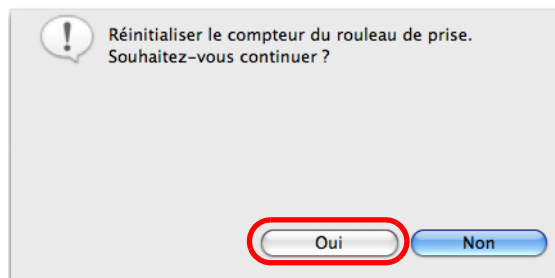 Réinitialiser le compteur du rouleau de prise.
Souhaitez-vous continuer ?
Oui
Non